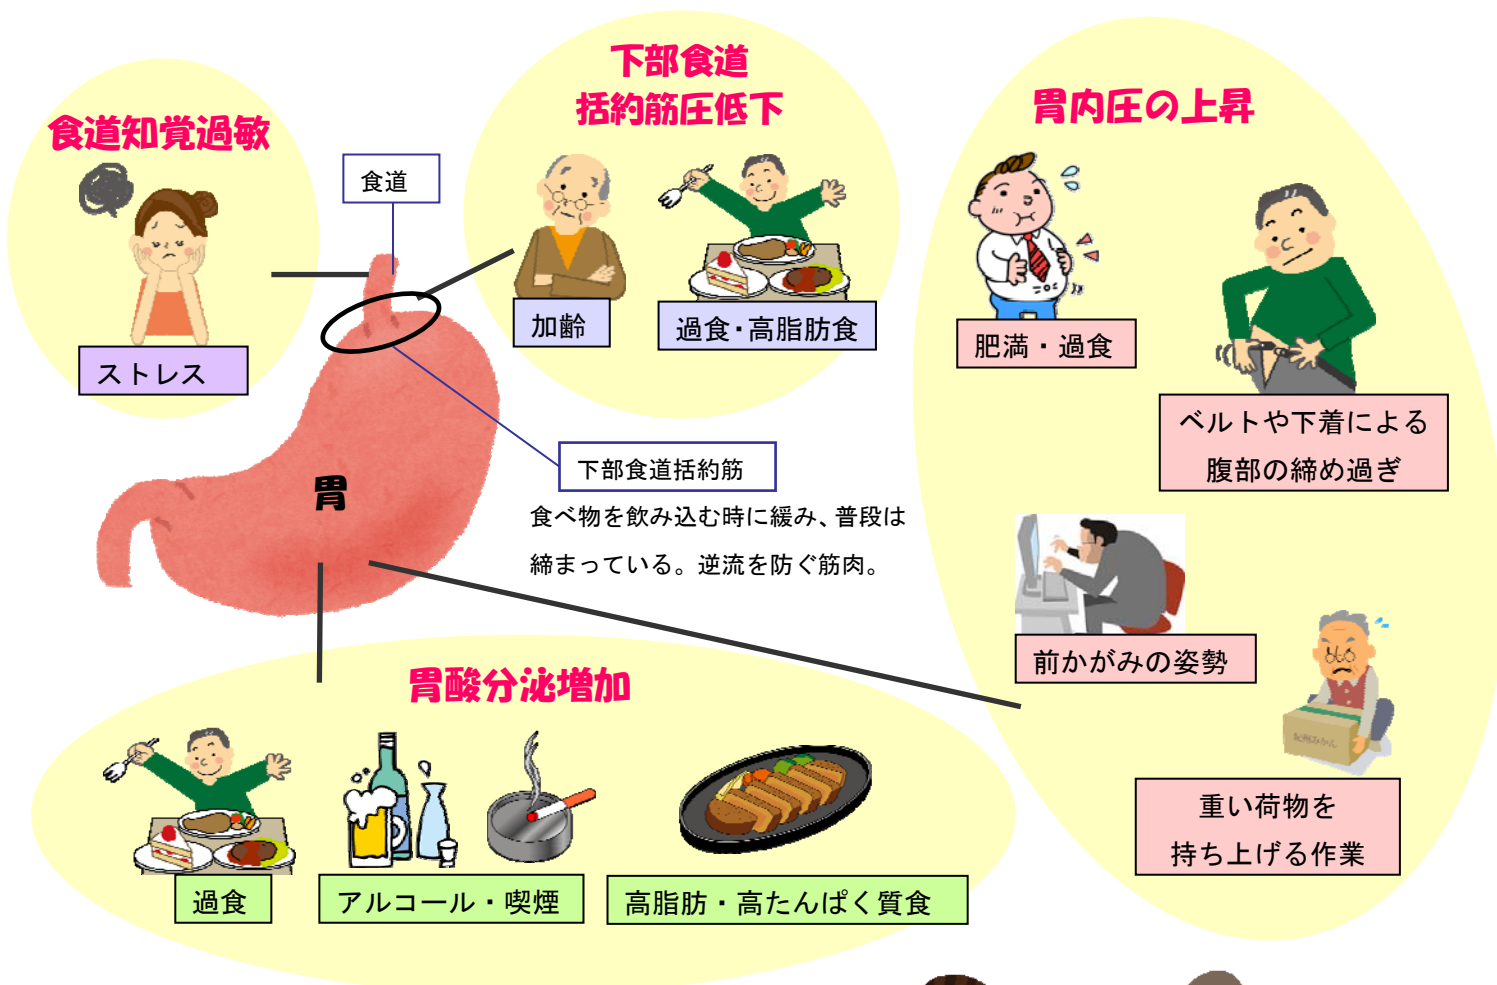 下部食道
括約筋圧低下
胃内圧の上昇
食道知覚過敏
食道
加齢
過食・高脂肪食
肥満・過食
ストレス
ベルトや下着による
腹部の締め過ぎ
下部食道括約筋
胃
食べ物を飲み込む時に緩み、普段は
締まっている。逆流を防ぐ筋肉。
前かがみの姿勢
胃酸分泌増加
紀州みかん
重い荷物を
持ち上げる作業
過食
アルコール・喫煙
高脂肪・高たんぱく質食